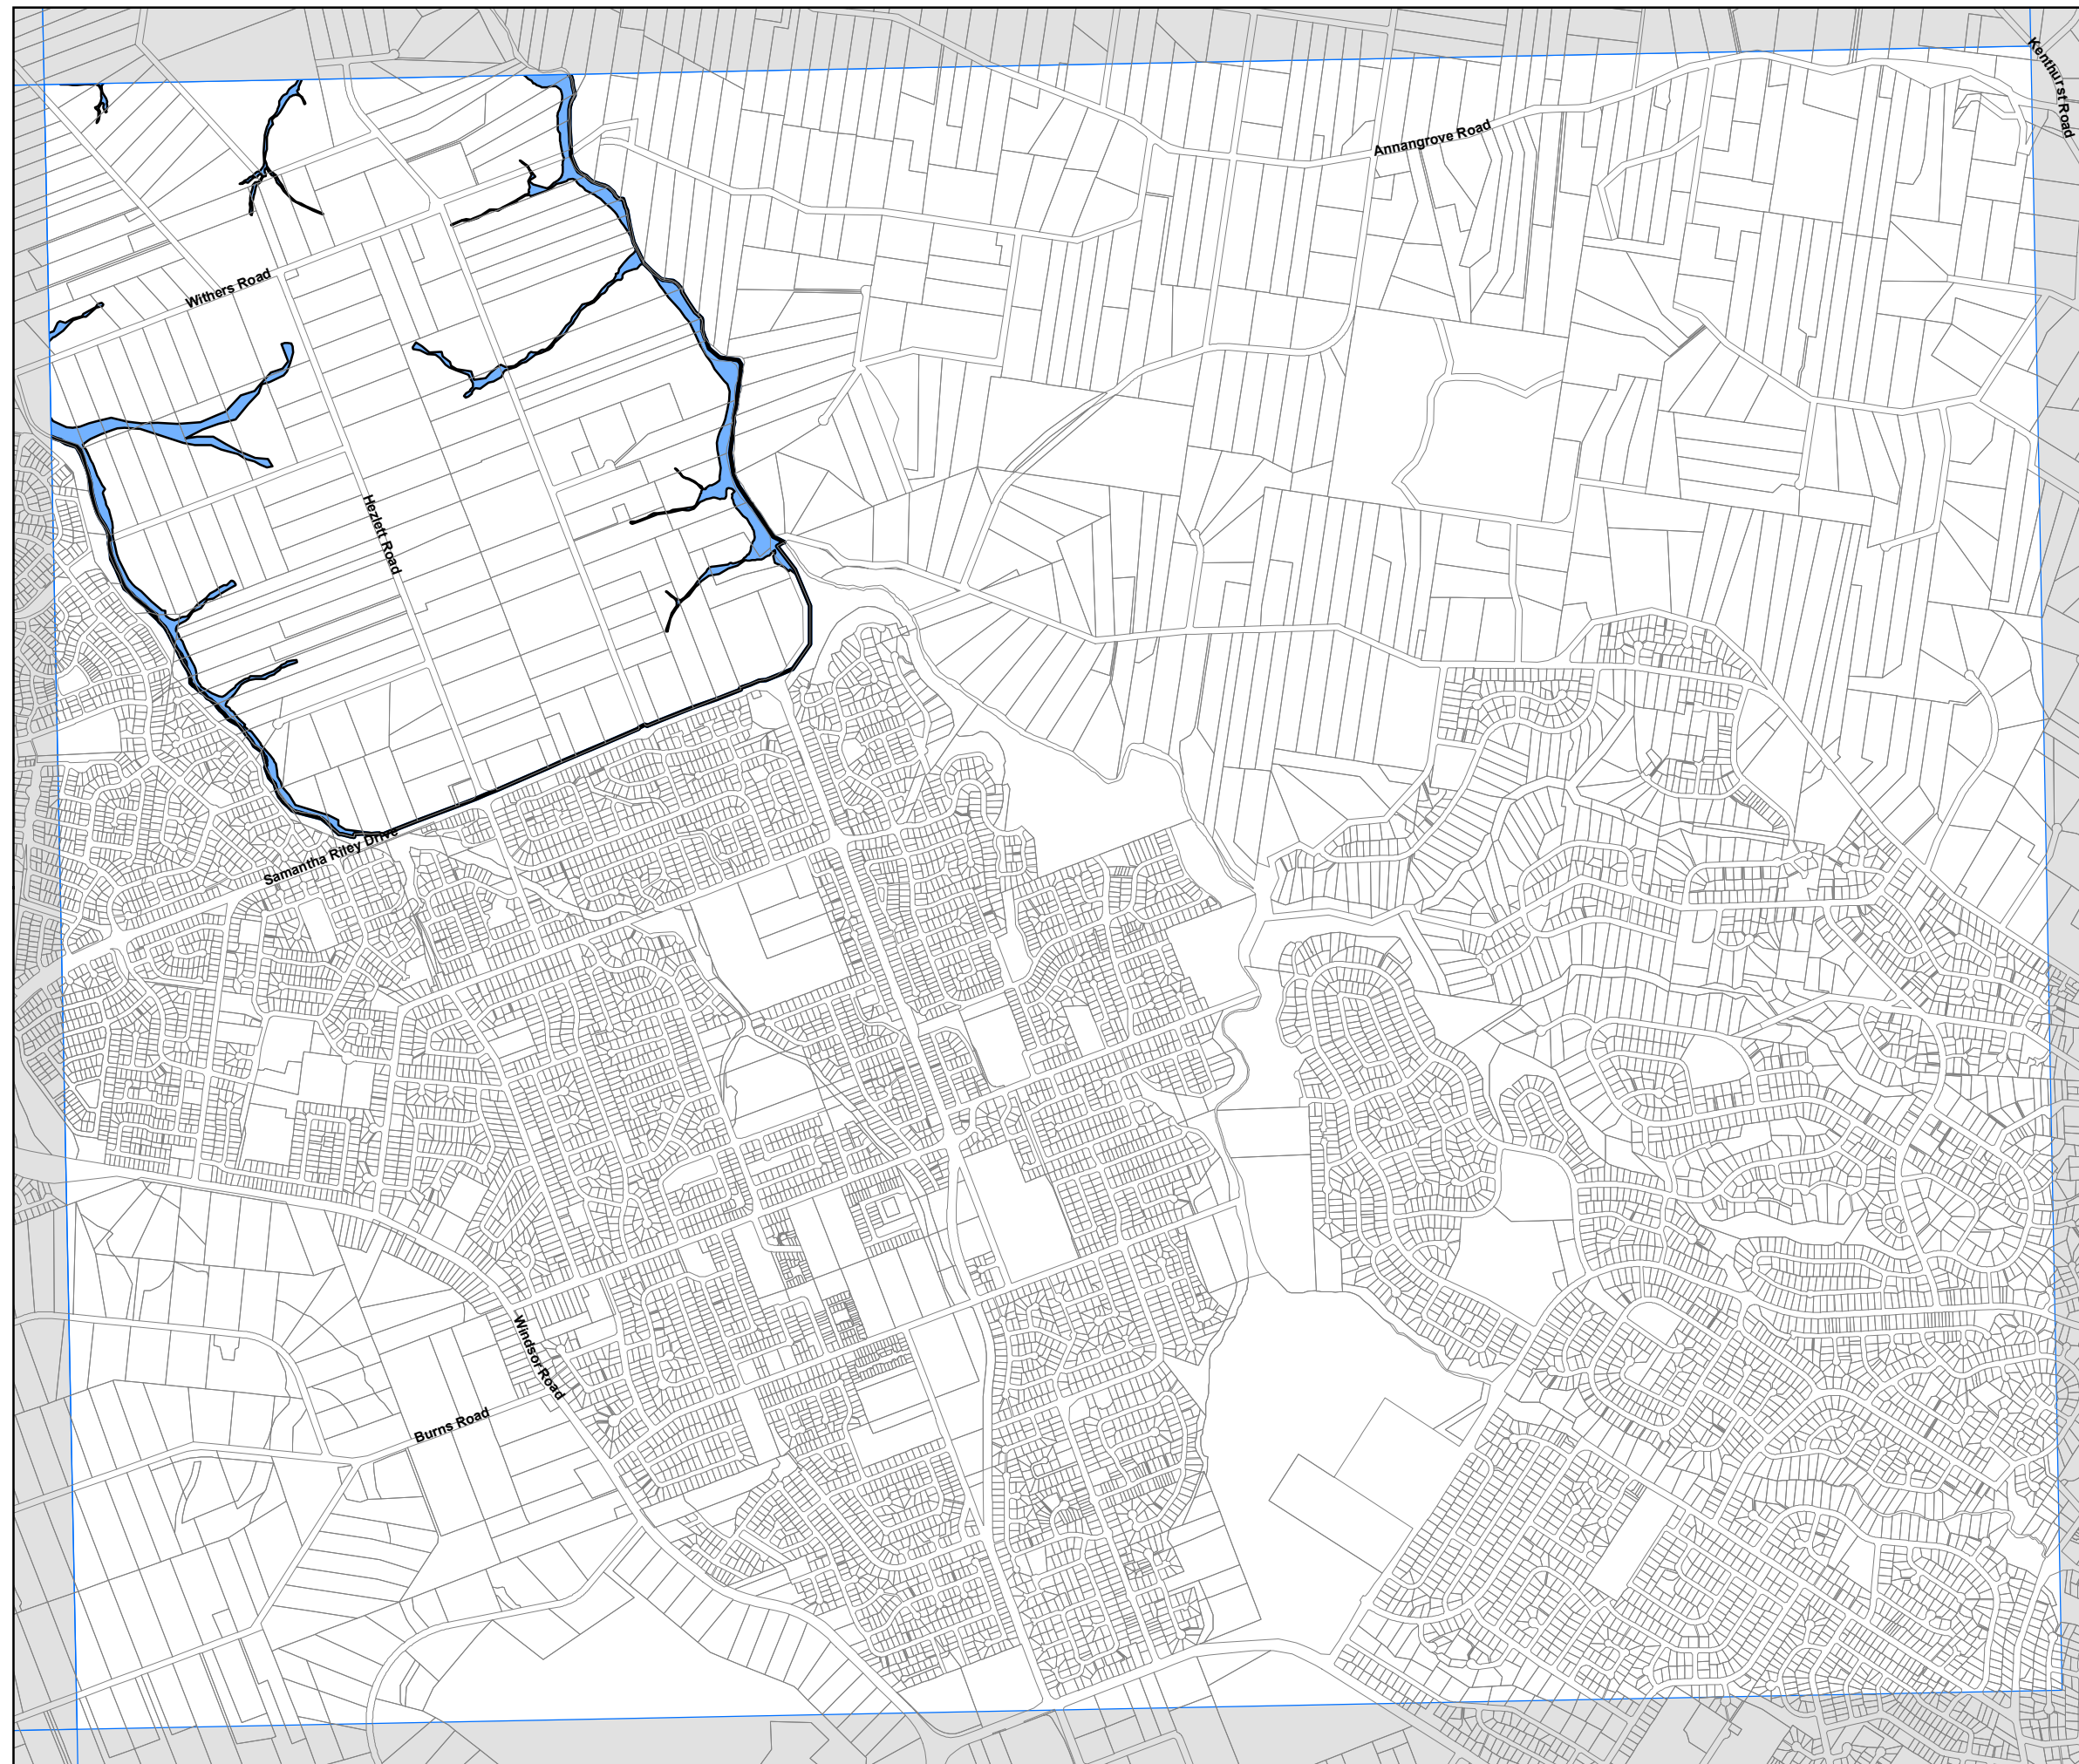 Kenthurst Road
Annangrove Road
Withers Road
Hezlett Road
Samantha Riley Drive
Windsor Road
Burns Road